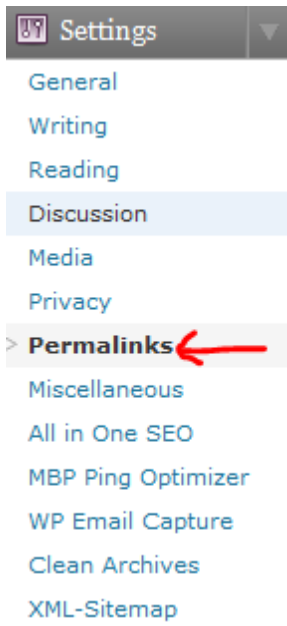 Settings
General
Writing
Reading
Discussion
Media
Privacy
Permalinks
Miscellaneous
All in One SEO
MBP Ping Optimizer
WP Email Capture
Clean Archives
XML-Sitemap